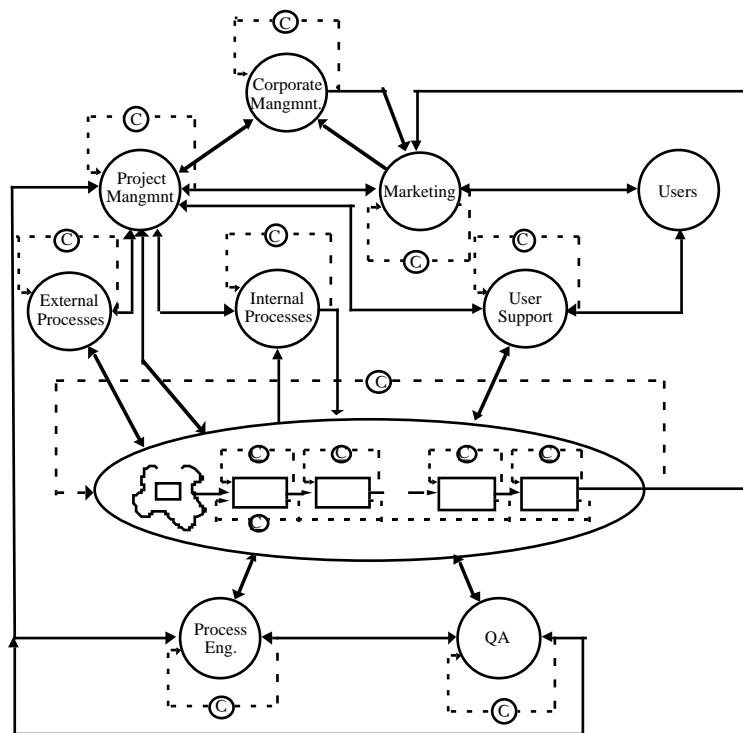 C
Corporate
Mangmnt.
C
Project
Mangmnt
Marketing
Users
C
C
C
C
External
Processes
Internal
Processes
User
Support
C
C
C
C
C
C
Process
Eng.
QA
C
C